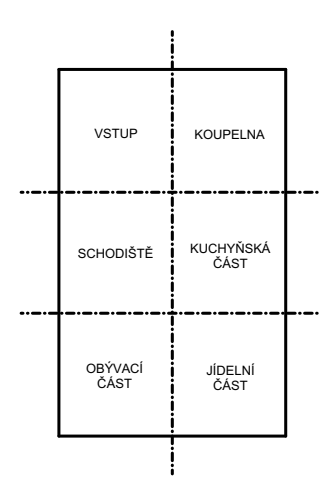 VSTUP
KOUPELNA
SCHODIŠTĚ
KUCHYŇSKÁ
ČÁST
OBÝVACÍ
ČÁST
JÍDELNÍ
ČÁST